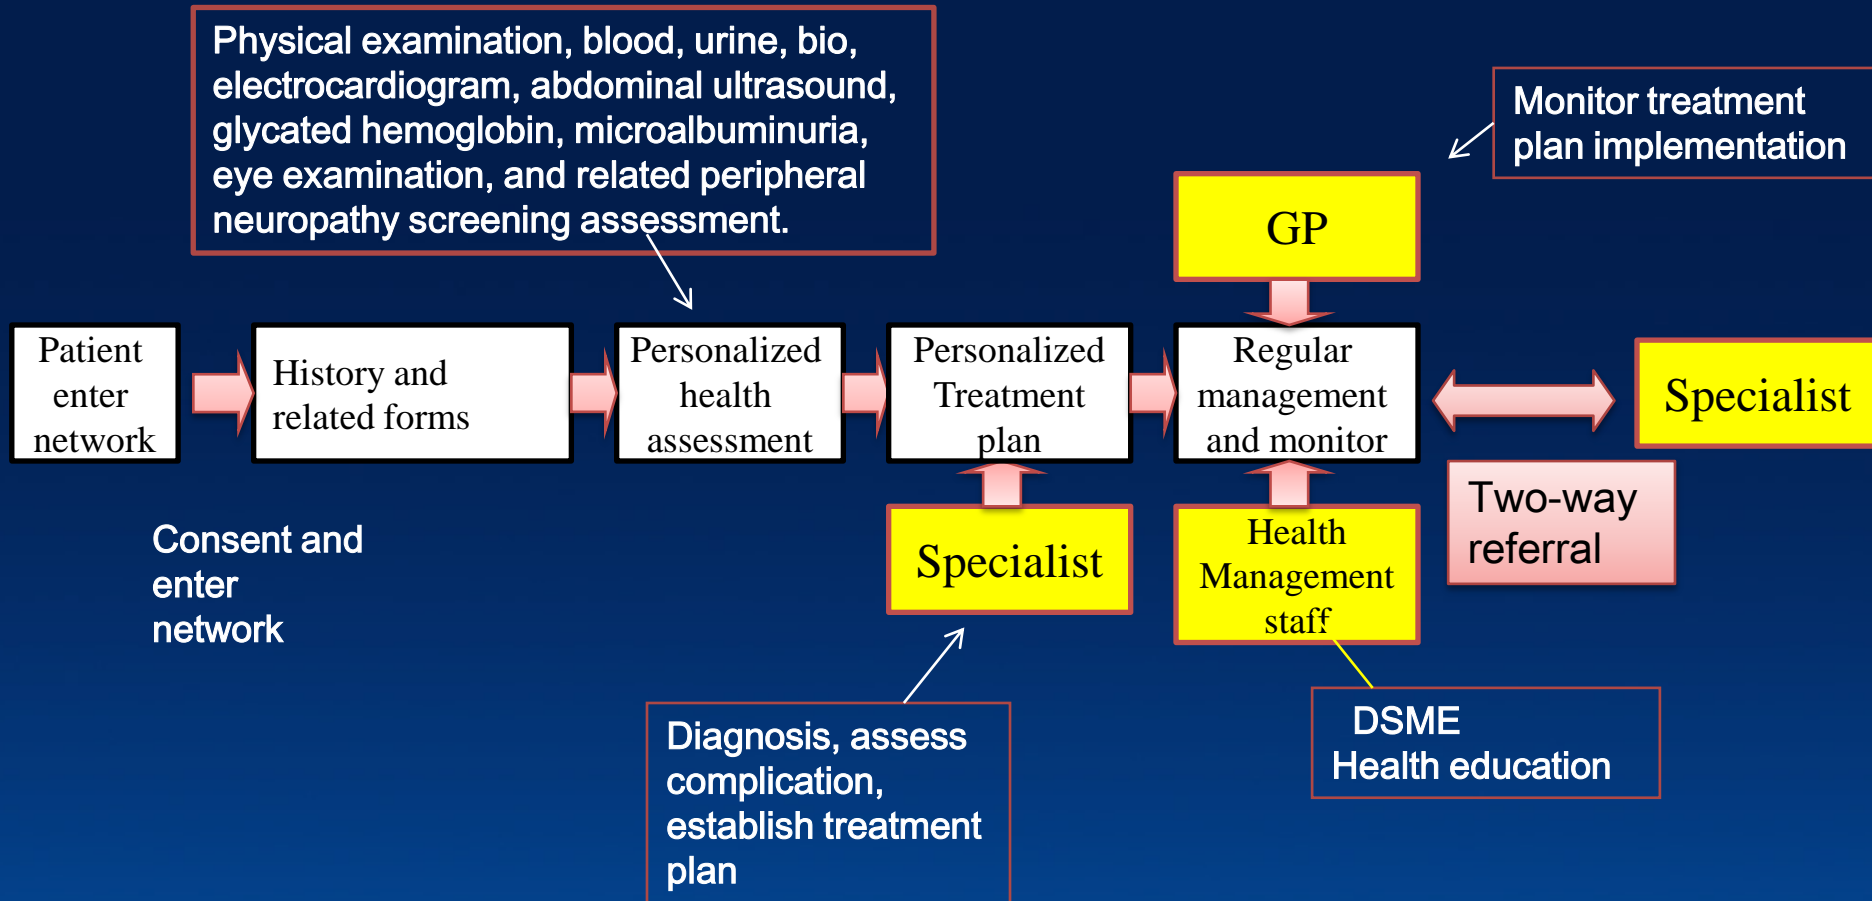 Physical examination, blood, urine, bio,
electrocardiogram, abdominal ultrasound,
glycated hemoglobin, microalbuminuria,
eye examination, and related peripheral
neuropathy screening assessment.
Monitor treatment
plan implementation
GP
Patient
enter
network
History and
related forms
Personalized
health
assessment
Personalized
Treatment
plan
Regular
management
and monitor
Specialist
Two-way
referral
Consent and
enter
network
Specialist
Health
Management
staff
Diagnosis, assess
complication,
establish treatment
plan
DSME
Health education